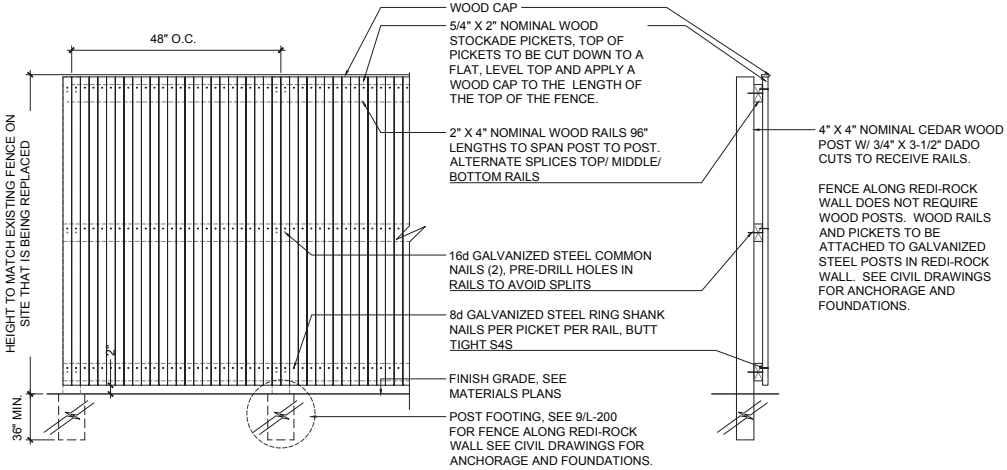 WOOD CAP
5/4" X 2" NOMINAL WOOD
STOCKADE PICKETS, TOP OF
PICKETS TO BE CUT DOWN TO A
FLAT, LEVEL TOP AND APPLY A
WOOD CAP TO THE LENGTH OF
THE TOP OF THE FENCE.
48" O.C.
2" X 4" NOMINAL WOOD RAILS 96"
LENGTHS TO SPAN POST TO POST.
ALTERNATE SPLICES TOP/ MIDDLE/
BOTTOM RAILS
4" X 4" NOMINAL CEDAR WOOD
POST W/ 3/4" X 3-1/2" DADO
CUTS TO RECEIVE RAILS.
FENCE ALONG REDI-ROCK
WALL DOES NOT REQUIRE
WOOD POSTS. WOOD RAILS
AND PICKETS TO BE
ATTACHED TO GALVANIZED
STEEL POSTS IN REDI-ROCK
WALL. SEE CIVIL DRAWINGS
FOR ANCHORAGE AND
FOUNDATIONS.
HEIGHT TO MATCH EXISTING FENCE ON
SITE THAT IS BEING REPLACED
16d GALVANIZED STEEL COMMON
NAILS (2), PRE-DRILL HOLES IN
RAILS TO AVOID SPLITS
8d GALVANIZED STEEL RING SHANK
NAILS PER PICKET PER RAIL, BUTT
TIGHT S4S
2"
FINISH GRADE, SEE
MATERIALS PLANS
36" MIN.
POST FOOTING, SEE 9/L-200
FOR FENCE ALONG REDI-ROCK
WALL SEE CIVIL DRAWINGS FOR
ANCHORAGE AND FOUNDATIONS.